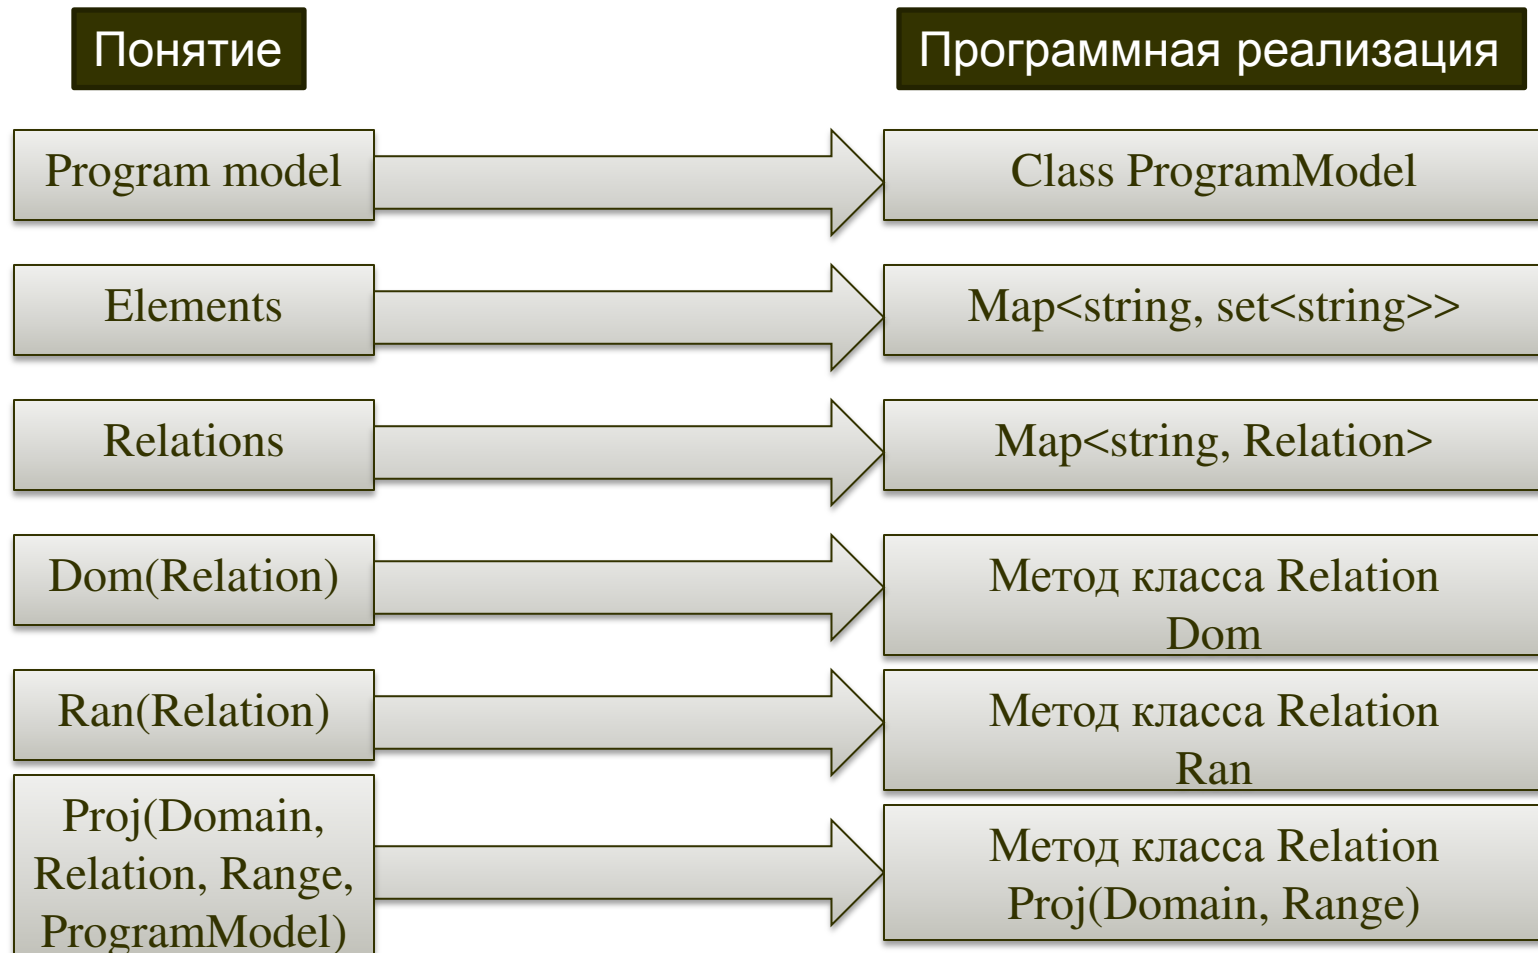 Понятие
Программная реализация
Program model
Class ProgramModel
Elements
Map<string, set<string>>
Relations
Map<string, Relation>
Dom(Relation)
Метод класса Relation
Dom
Ran(Relation)
Метод класса Relation
Ran
Proj(Domain,
Relation, Range,
ProgramModel)
Метод класса Relation
Proj(Domain, Range)